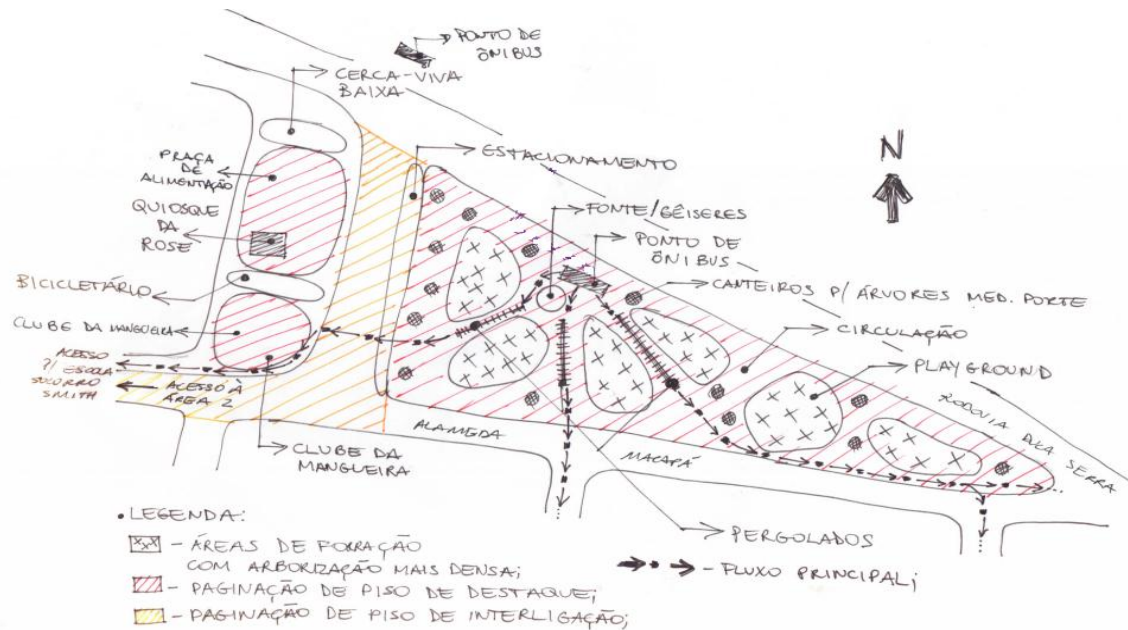 PONTO DE
ÔNIBUS
CERCA-VIVA
BAIXA
PRAÇA
DE
ALIMENTAÇÃO
ESTACIONAMENTO
N
QUIOSQUE
DA
ROSE
FONTE/GÊISERES
PONTO DE
ÔNIBUS
BICICLETÁRIO
CANTEIROS P/ ÁRVORES MED. PORTE
CLUBE DA MANGUEIRA
CIRCULAÇÃO
ACESSO
P/ ESCOLA
SOCORRO
SMITH
PLAYGROUND
ACESSO À
ÁREA 2
RODOVIA DUCA SERRA
ALAMEDA
MACAPÁ
CLUBE DA
MANGUEIRA
PERGOLADOS
• LEGENDA:
- ÁREAS DE FORRAÇÃO
COM ARBORIZAÇÃO MAIS DENSA;
- FLUXO PRINCIPAL;
- PAGINAÇÃO DE PISO DE DESTAQUE;
- PAGINAÇÃO DE PISO DE INTERLIGAÇÃO;